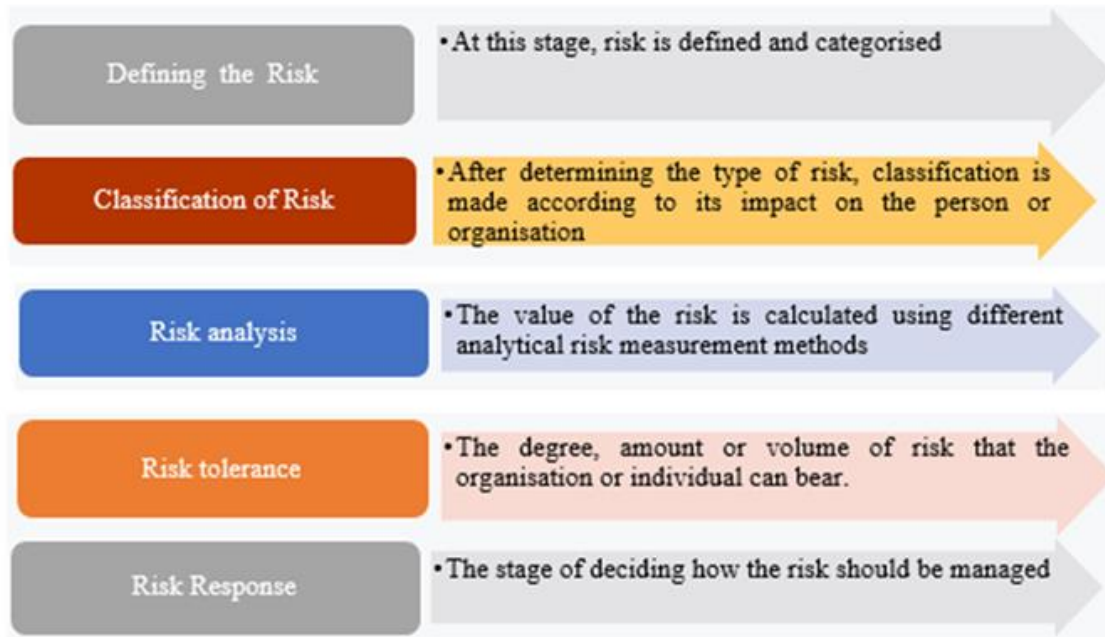 Defining the Risk
•At this stage, risk is defined and categorised
Classification of Risk
•After determining the type of risk, classification is
made according to its impact on the person or
organisation
Risk analysis
•The value of the risk is calculated using different
analytical risk measurement methods
Risk tolerance
•The degree, amount or volume of risk that the
organisation or individual can bear.
Risk Response
•The stage of deciding how the risk should be managed